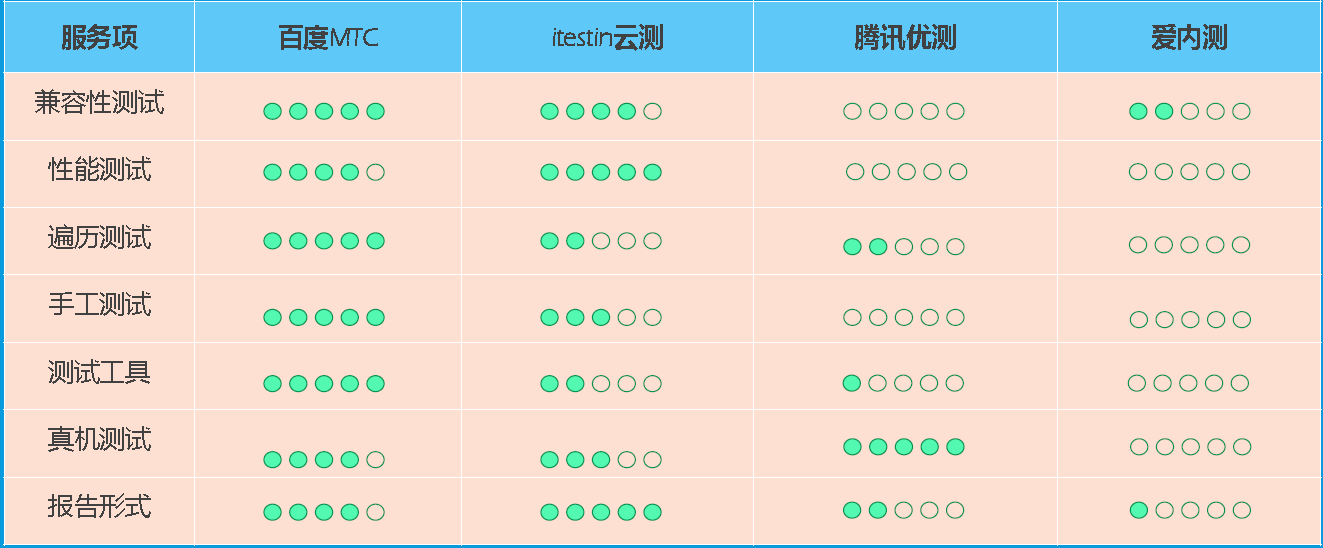 服务项 百度MTC itestin云测 腾讯优测 爱内测
兼容性测试
性能测试
遍历测试
手工测试
测试工具
真机测试
报告形式